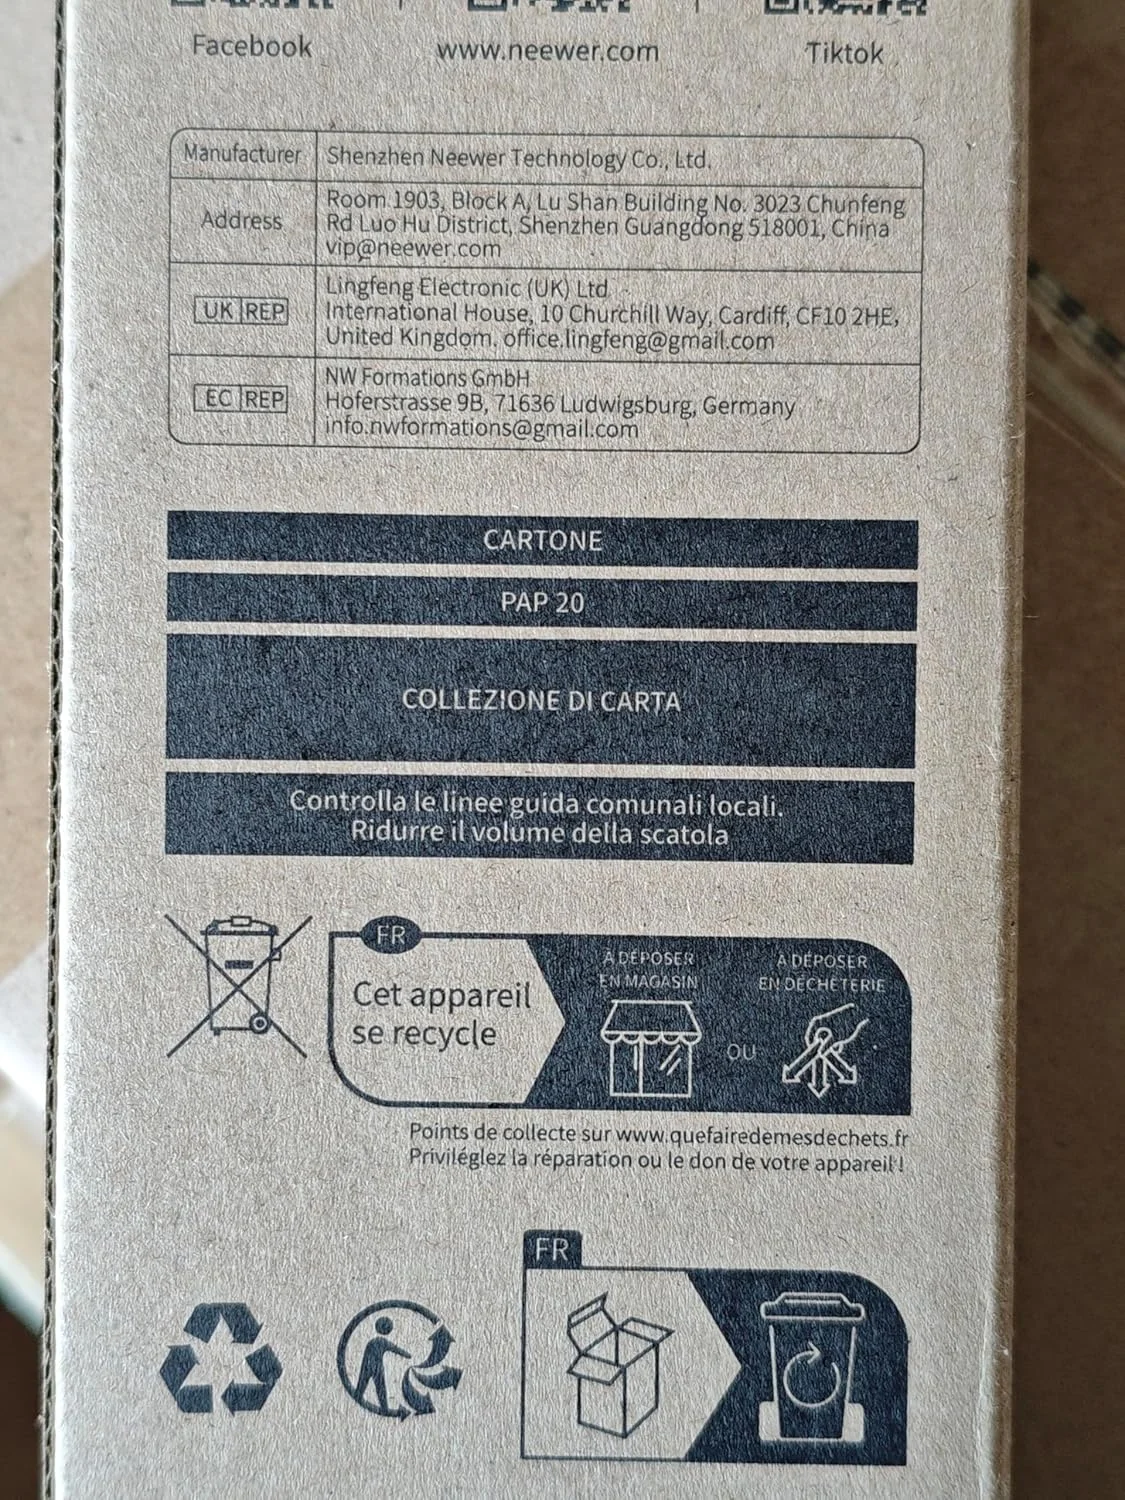 Facebook
www.neewer.com
Tiktok
Manufacturer
Shenzhen Neewer Technology Co., Ltd.
Address
Room 1903, Block A, Lu Shan Building No. 3023 Chunfeng
Rd Luo Hu District, Shenzhen Guangdong 518001, China
vip@neewer.com
UK REP
Lingfeng Electronic (UK) Ltd
International House, 10 Churchill Way, Cardiff, CF10 2HE,
United Kingdom. office.lingfeng@gmail.com
EC REP
NW Formations GmbH
Hoferstrasse 9B, 71636 Ludwigsburg, Germany
info.nwformations@gmail.com
CARTONE
PAP 20
COLLEZIONE DI CARTA
Controlla le linee guida comunali locali.
Ridurre il volume della scatola
FR
Cet appareil
se recycle
À DÉPOSER
EN MAGASIN
OU
À DÉPOSER
EN DÉCHÈTERIE
Points de collecte sur www.quefairedemesdechets.fr
Privilégiez la réparation ou le don de votre appareil !
FR